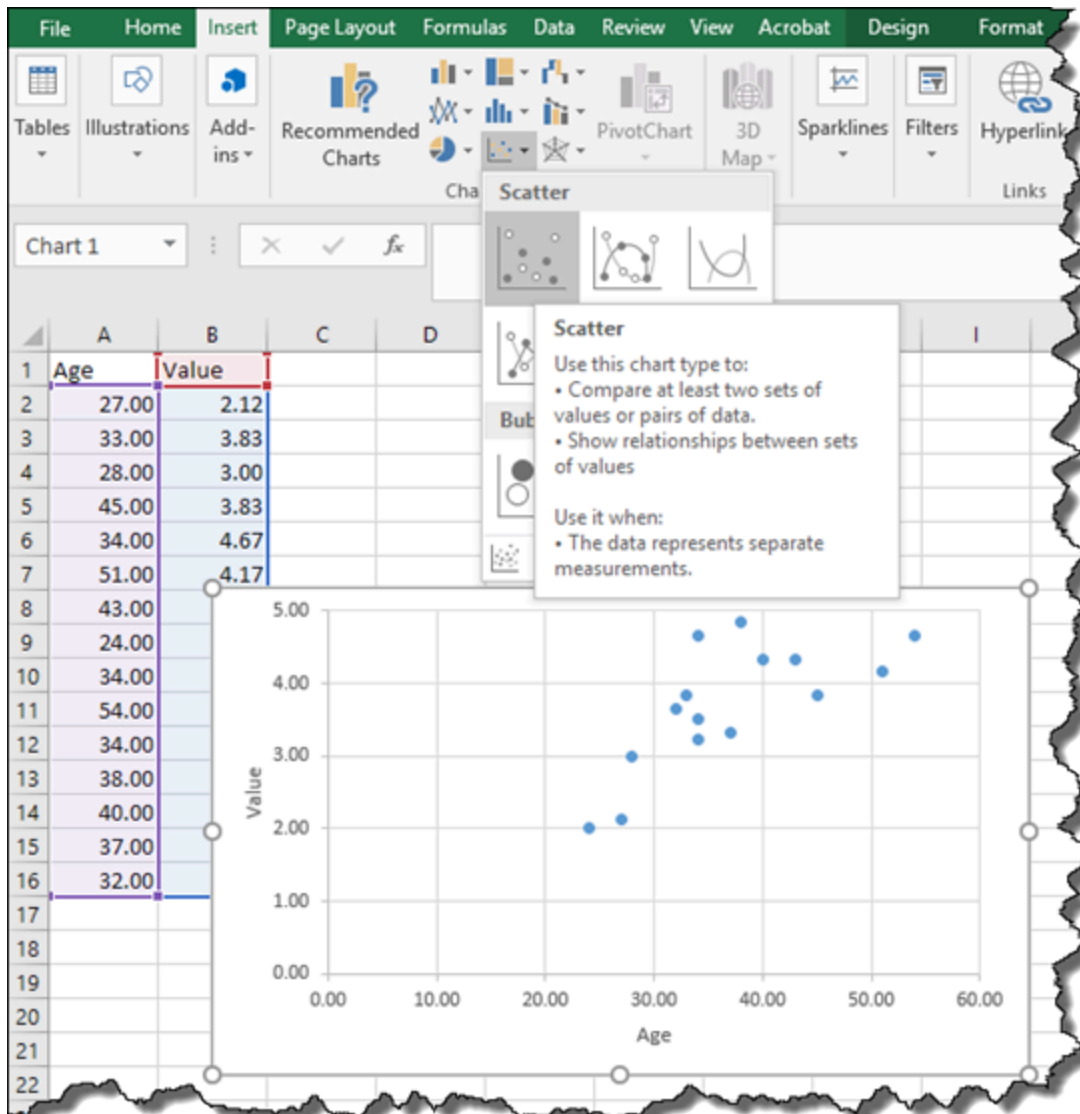 File Home Insert Page Layout Formulas Data Review View Acrobat Design Format
Tables Illustrations Add-
ins
Recommended
Charts
PivotChart
3D
Map
Sparklines Filters Hyperlink
Links
Scatter
Chart 1
fx
A B C D I
1 Age Value
2 27.00 2.12
3 33.00 3.83
4 28.00 3.00
5 45.00 3.83
6 34.00 4.67
7 51.00 4.17
8 43.00
9 24.00
10 34.00
11 54.00
12 34.00
13 38.00
14 40.00
15 37.00
16 32.00
17
18
19
20
21
22
Scatter
Use this chart type to:
• Compare at least two sets of
values or pairs of data.
• Show relationships between sets
of values
Use it when:
• The data represents separate
measurements.
5.00
4.00
3.00
2.00
1.00
0.00
Value
0.00 10.00 20.00 30.00 40.00 50.00 60.00
Age